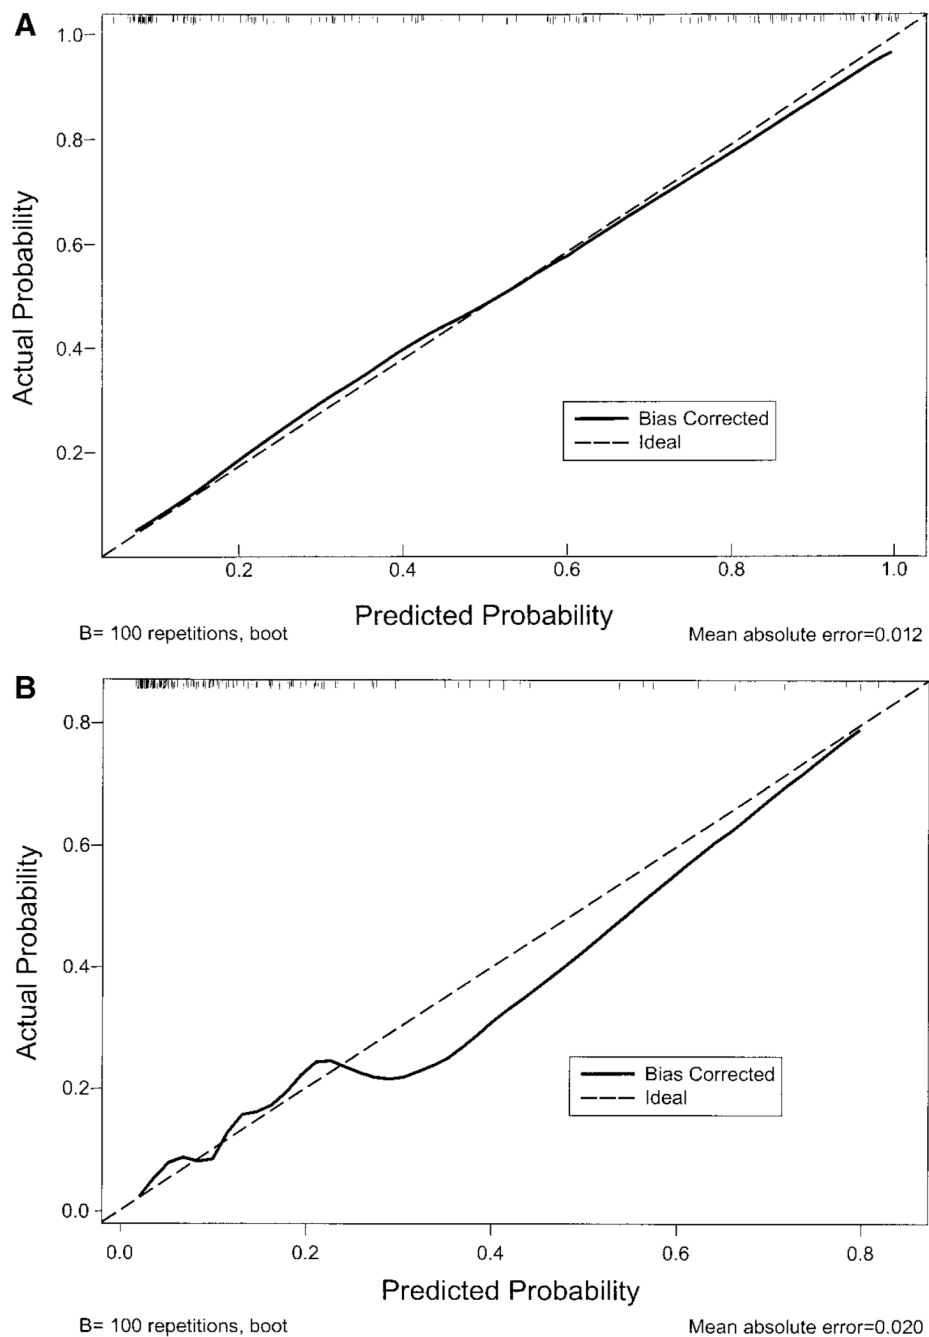 A
1.0
0.8
0.6
0.4
0.2
Actual Probability
Bias Corrected
Ideal
0.2 0.4 0.6 0.8 1.0
Predicted Probability
B= 100 repetitions, boot
Mean absolute error=0.012
B
0.8
0.6
0.4
0.2
0.0
Actual Probability
Bias Corrected
Ideal
0.0 0.2 0.4 0.6 0.8
Predicted Probability
B= 100 repetitions, boot
Mean absolute error=0.020